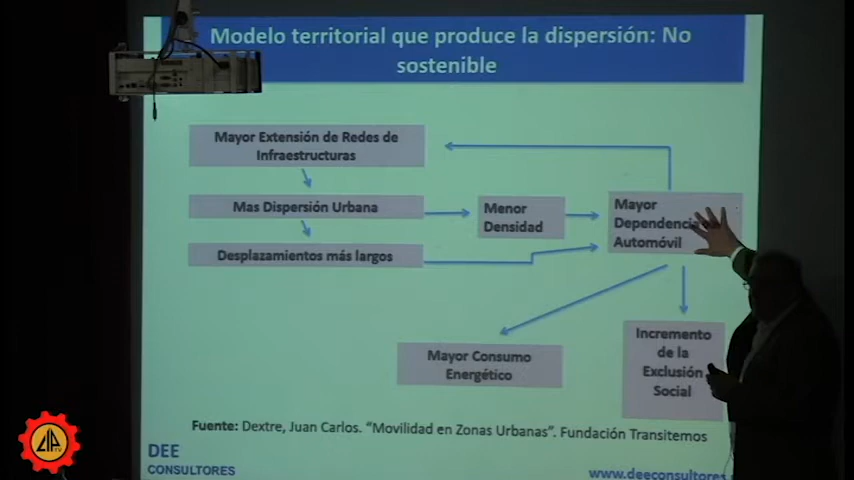 Modelo territorial que produce la dispersión: No
sostenible
Mayor Extensión de Redes de
Infraestructuras
Mas Dispersión Urbana
Desplazamientos más largos
Menor
Densidad
Mayor
Dependencia
Automóvil
Mayor Consumo
Energético
Incremento
de la
Exclusión
Social
Fuente: Dextre, Juan Carlos. “Movilidad en Zonas Urbanas”. Fundación Transitemos
DEE
CONSULTORES
www.deeconsultores